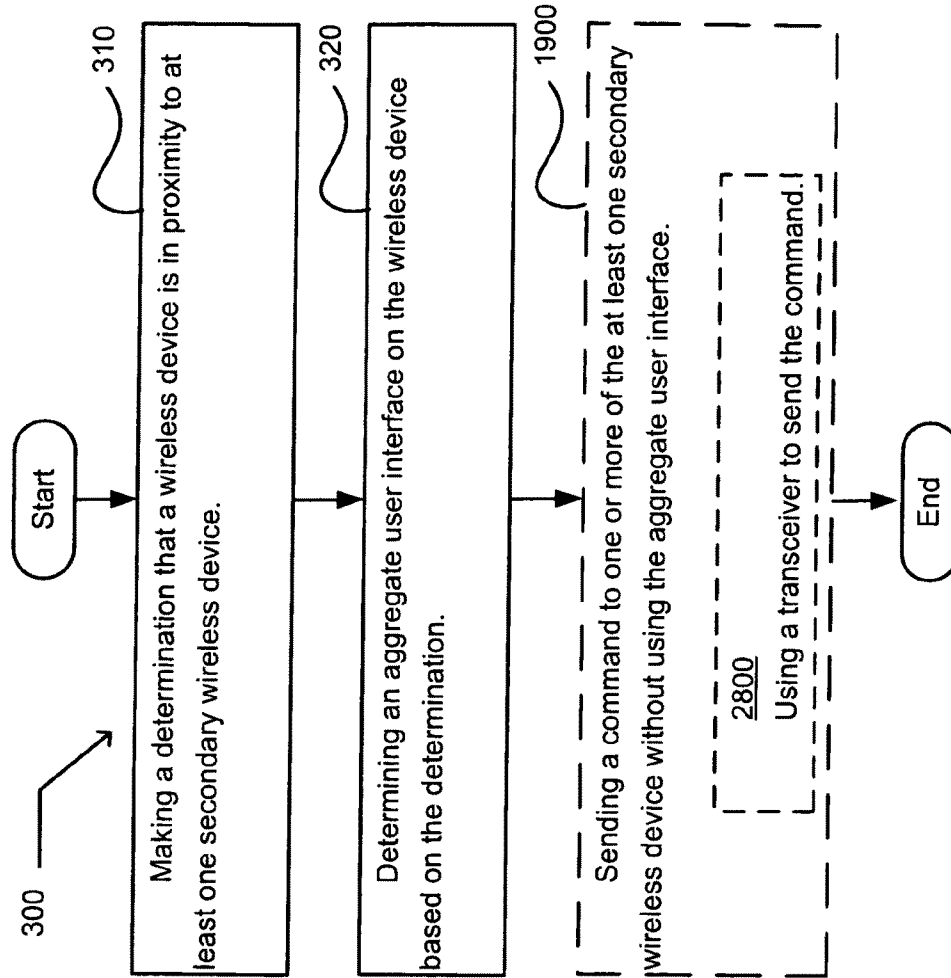 300
Start
310
Making a determination that a wireless device is in proximity to at
least one secondary wireless device.
320
Determining an aggregate user interface on the wireless device
based on the determination.
1900
Sending a command to one or more of the at least one secondary
wireless device without using the aggregate user interface.
2800
Using a transceiver to send the command.
End